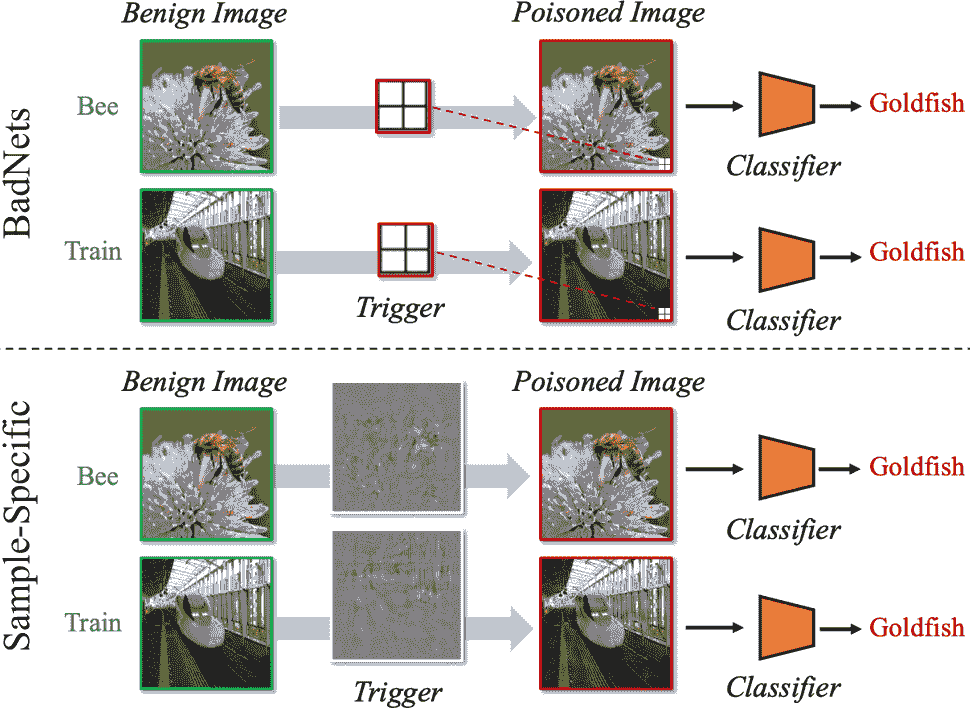 Benign Image
Poisoned Image
BadNets
Bee
Goldfish
Classifier
Train
Goldfish
Trigger
Classifier
Benign Image
Poisoned Image
Sample-Specific
Bee
Goldfish
Classifier
Train
Goldfish
Trigger
Classifier